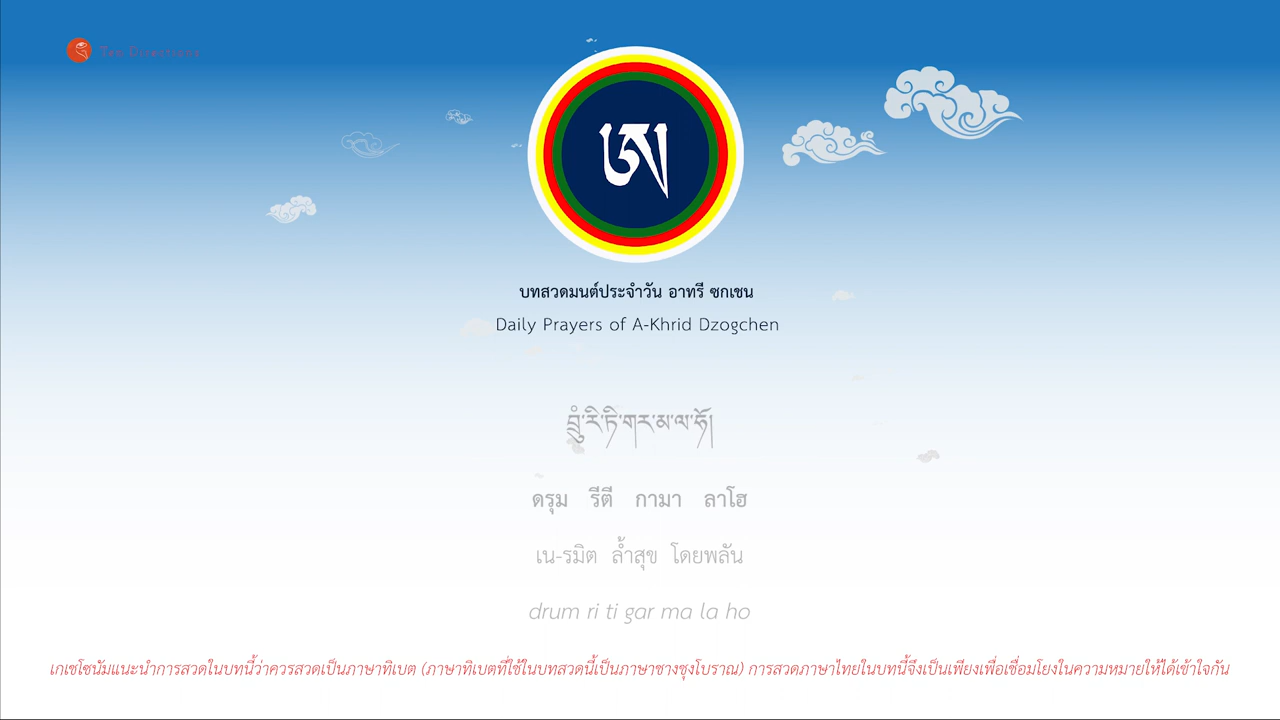 Ten Directions
ཨ
บทสวดมนต์ประจำวัน อาทรี ซกเชน
Daily Prayers of A-Khrid Dzogchen
བྲུཾ་རི་ཏི་གར་མ་ལ་ཧོ།
ดรุม รีตี กามา ลาโฮ
เน-รมิต ล้ำสุข โดยพลัน
drum ri ti gar ma la ho
เกเชโซนัมแนะนำการสวดในบทนี้ว่าควรสวดเป็นภาษาทิเบต (ภาษาทิเบตที่ใช้ในบทสวดนี้เป็นภาษาชางชุงโบราณ) การสวดภาษาไทยในบทนี้จึงเป็นเพียงเพื่อเชื่อมโยงในความหมายให้ได้เข้าใจกัน